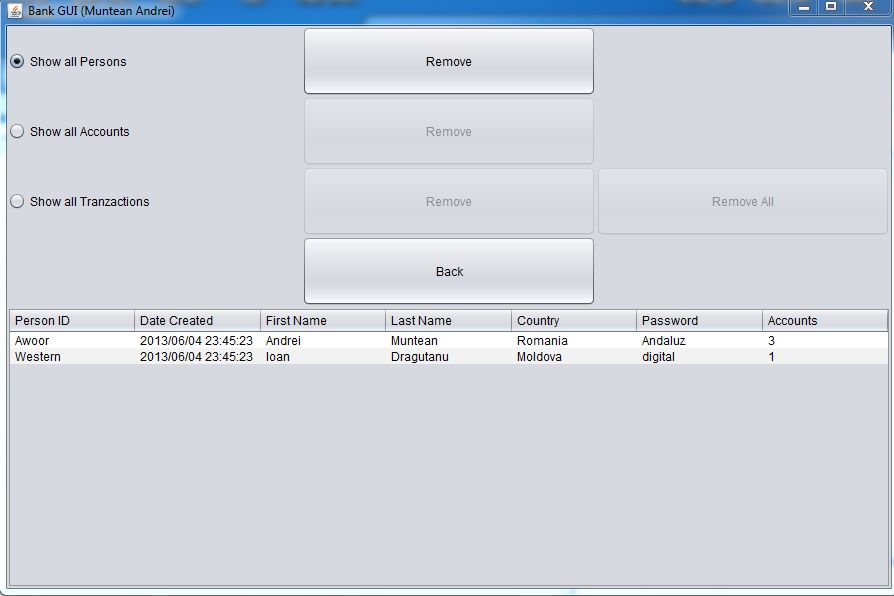 Bank GUI (Muntean Andrei)
Show all Persons Remove
Show all Accounts Remove
Show all Tranzactions Remove Remove All
Back
Person ID Date Created First Name Last Name Country Password Accounts
Awoor 2013/06/04 23:45:23 Andrei Muntean Romania Andaluz 3
Western 2013/06/04 23:45:23 Ioan Dragutanu Moldova digital 1